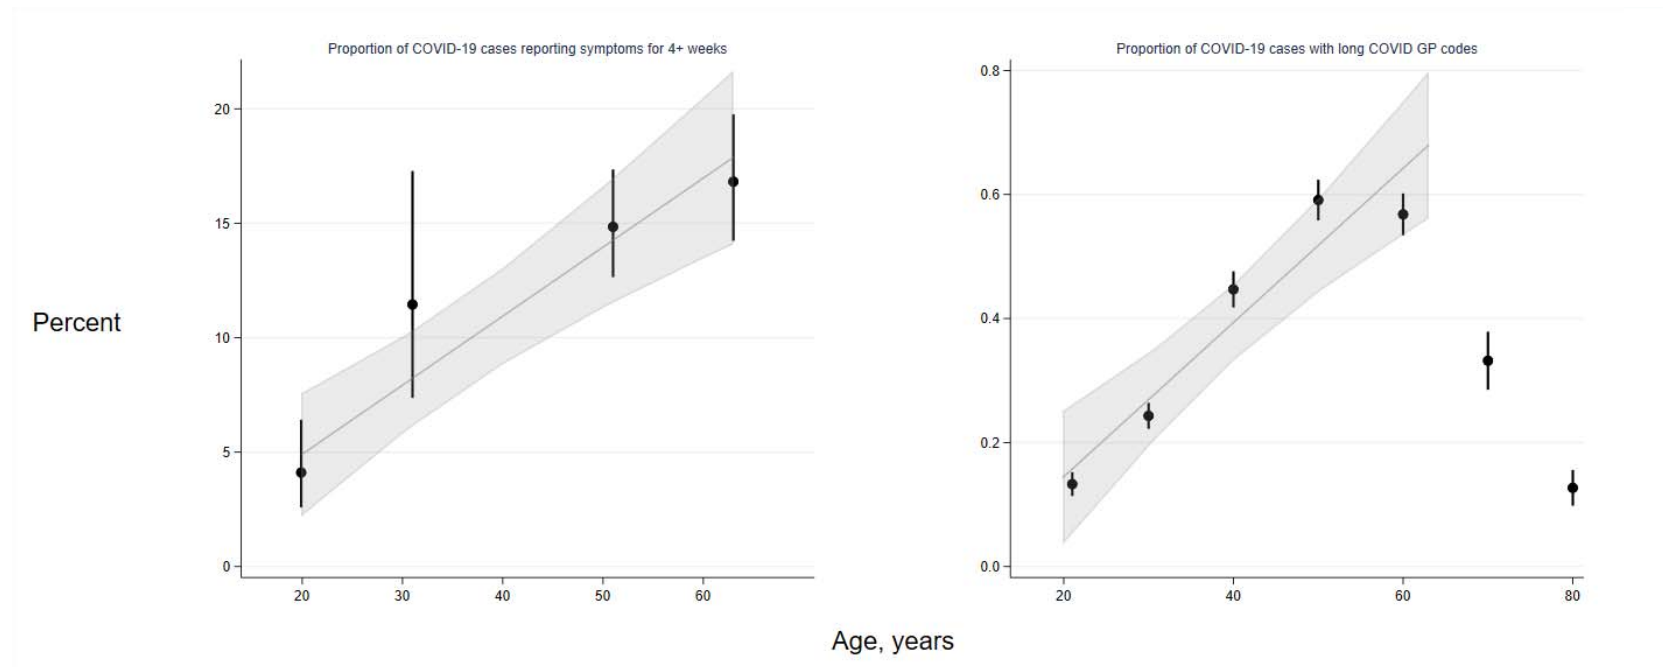 Proportion of COVID-19 cases reporting symptoms for 4+ weeks
20
15
10
5
0
20 30 40 50 60
Percent
Proportion of COVID-19 cases with long COVID GP codes
0.8
0.6
0.4
0.2
0.0
20 40 60 80
Age, years